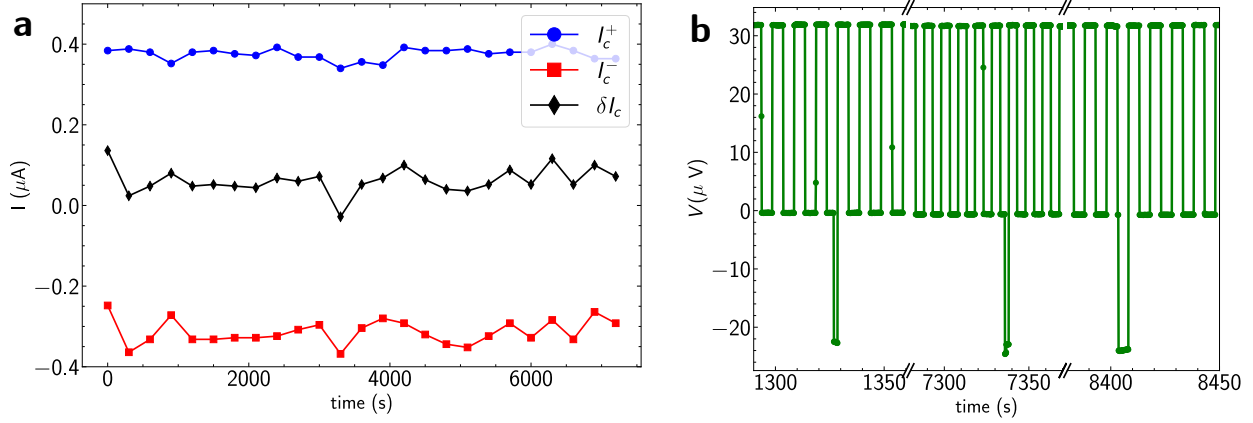 a
I (μA)
0.4
0.2
0.0
−0.2
−0.4
I_c^+
I_c^-
δI_c
0 2000 4000 6000
time (s)
b
V(μ V)
30
20
10
0
−10
−20
1300 1350 7300 7350 8400 8450
time (s)